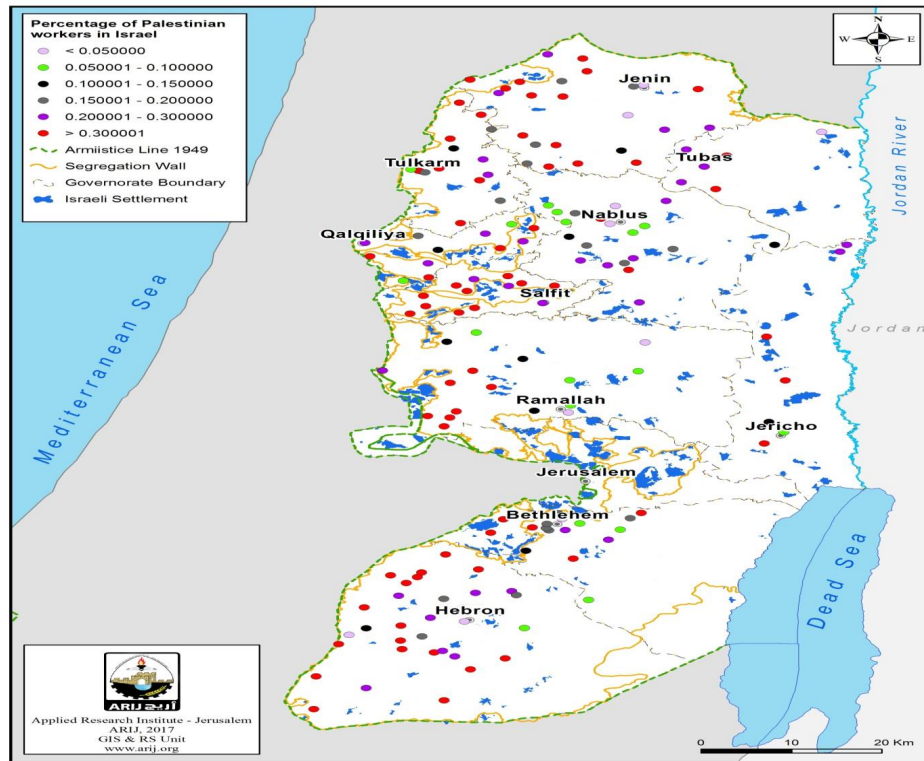 Percentage of Palestinian
workers in Israel
< 0.050000
0.050001 - 0.100000
0.100001 - 0.150000
0.150001 - 0.200000
0.200001 - 0.300000
> 0.300001
Armiistice Line 1949
Segregation Wall
Governorate Boundary
Israeli Settlement
N
W E
S
Jenin
Tulkarm
Tubas
Jordan River
Nablus
Qalqiliya
Salfit
Mediterranean Sea
Jordan
Ramallah
Jericho
Jerusalem
Bethlehem
Dead Sea
Hebron
ARIJ أريج
Applied Research Institute - Jerusalem
ARIJ, 2017
GIS & RS Unit
www.arij.org
0 10 20 Km